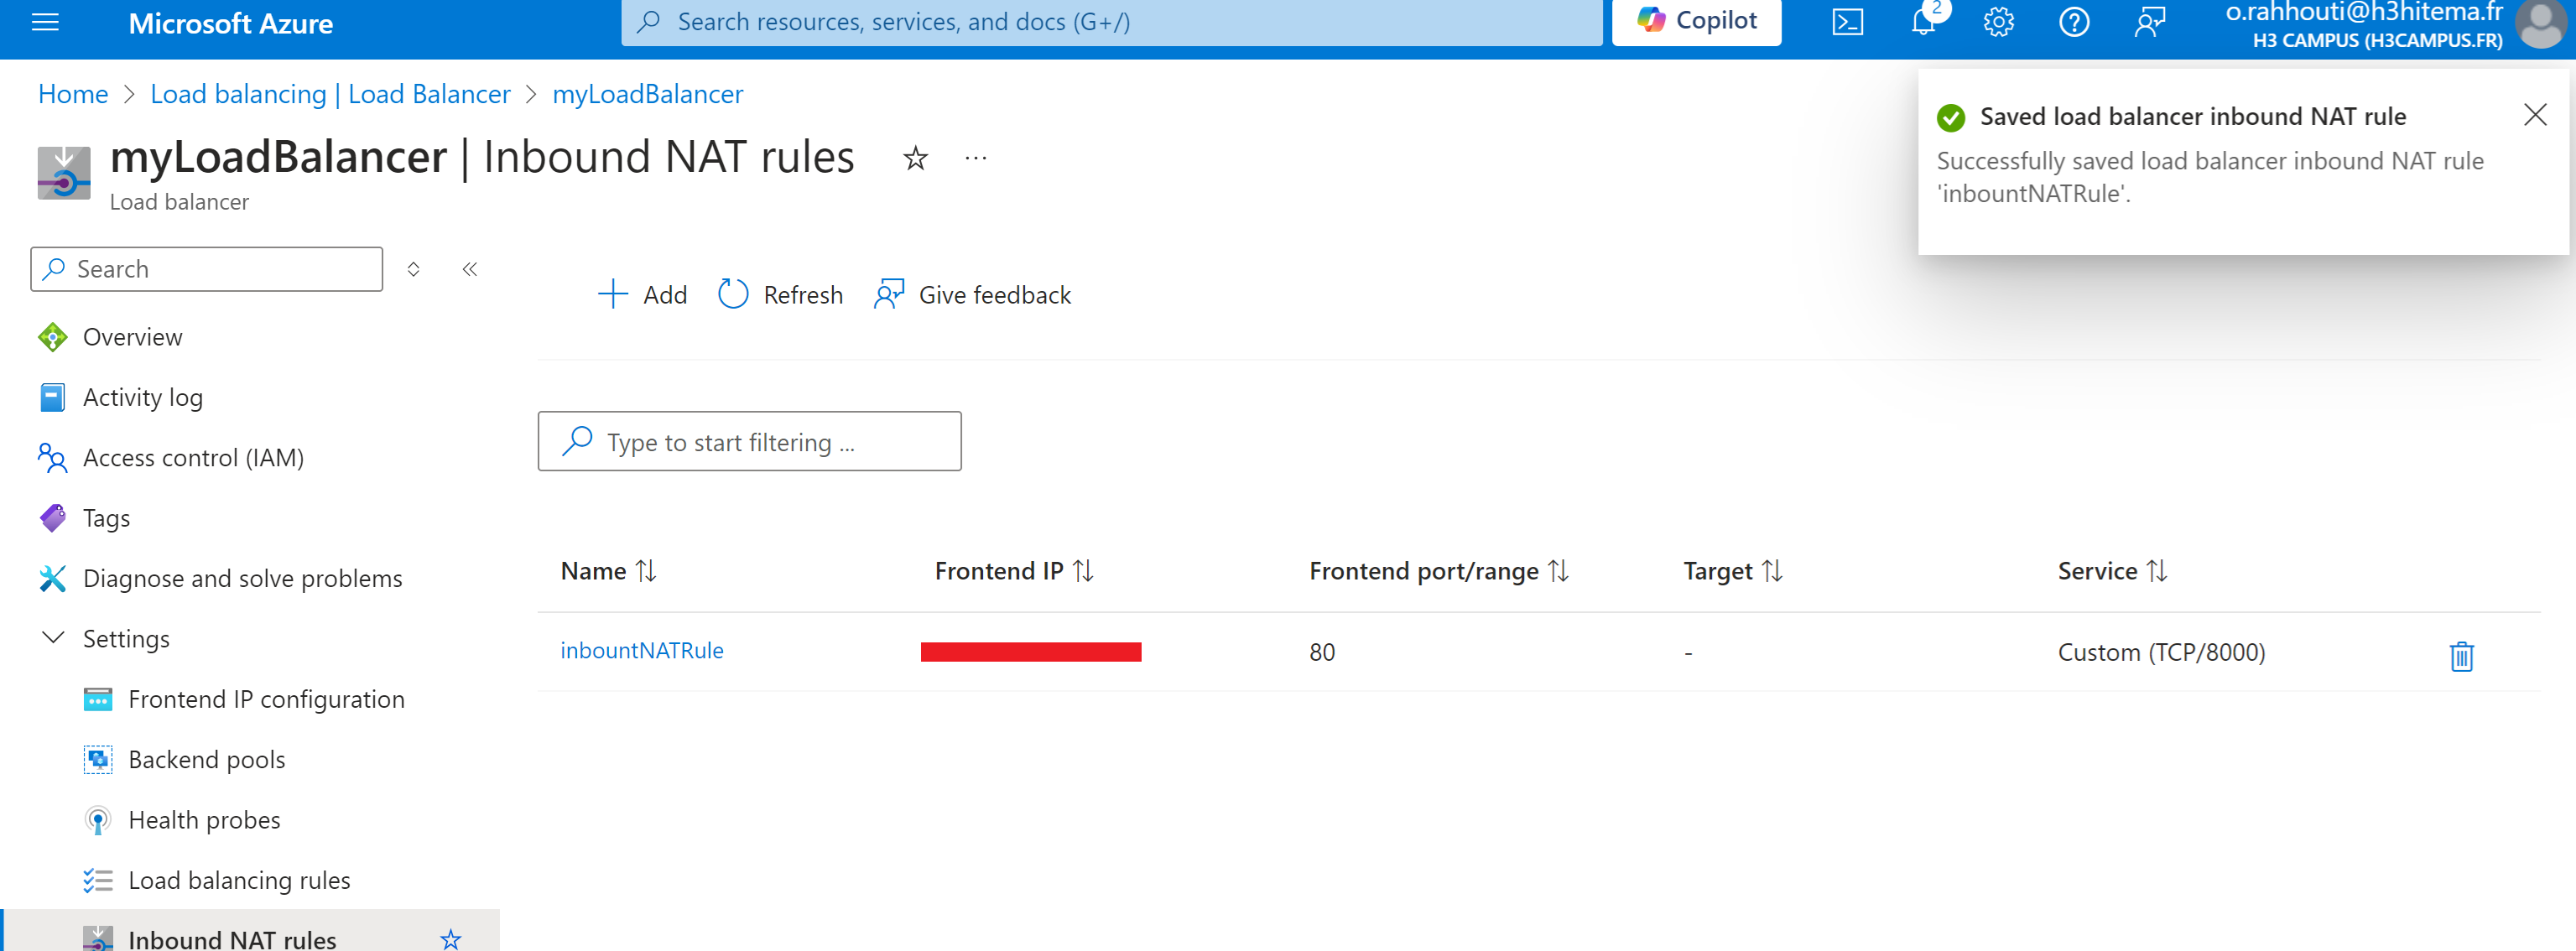 Microsoft Azure
Search resources, services, and docs (G+/)
Copilot
2
o.rahhouti@h3hitema.fr
H3 CAMPUS (H3CAMPUS.FR)
Home > Load balancing | Load Balancer > myLoadBalancer
Saved load balancer inbound NAT rule
Successfully saved load balancer inbound NAT rule
'inbountNATRule'.
myLoadBalancer | Inbound NAT rules
Load balancer
Search
Add
Refresh
Give feedback
Overview
Activity log
Access control (IAM)
Tags
Diagnose and solve problems
Settings
Frontend IP configuration
Backend pools
Health probes
Load balancing rules
Inbound NAT rules
Type to start filtering ...
Name Frontend IP Frontend port/range Target Service
inbountNATRule 80 - Custom (TCP/8000)